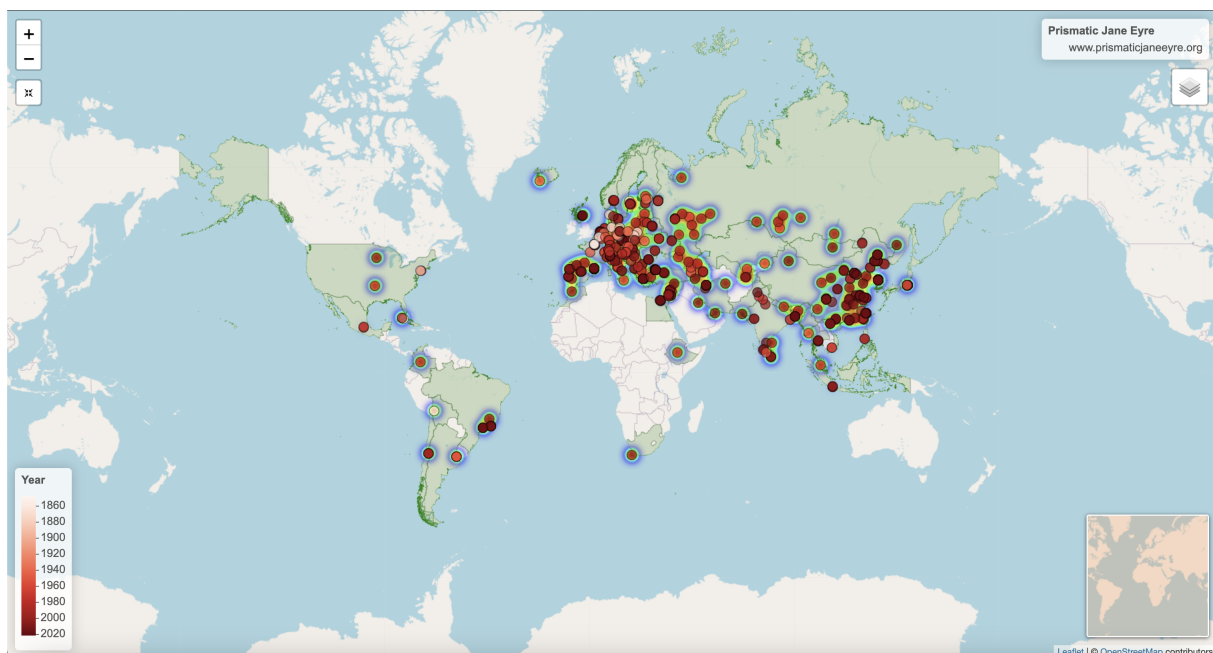 +
−
Prismatic Jane Eyre
www.prismaticjaneeyre.org
Year
1860
1880
1900
1920
1940
1960
1980
2000
2020
Leaflet | © OpenStreetMap contributors